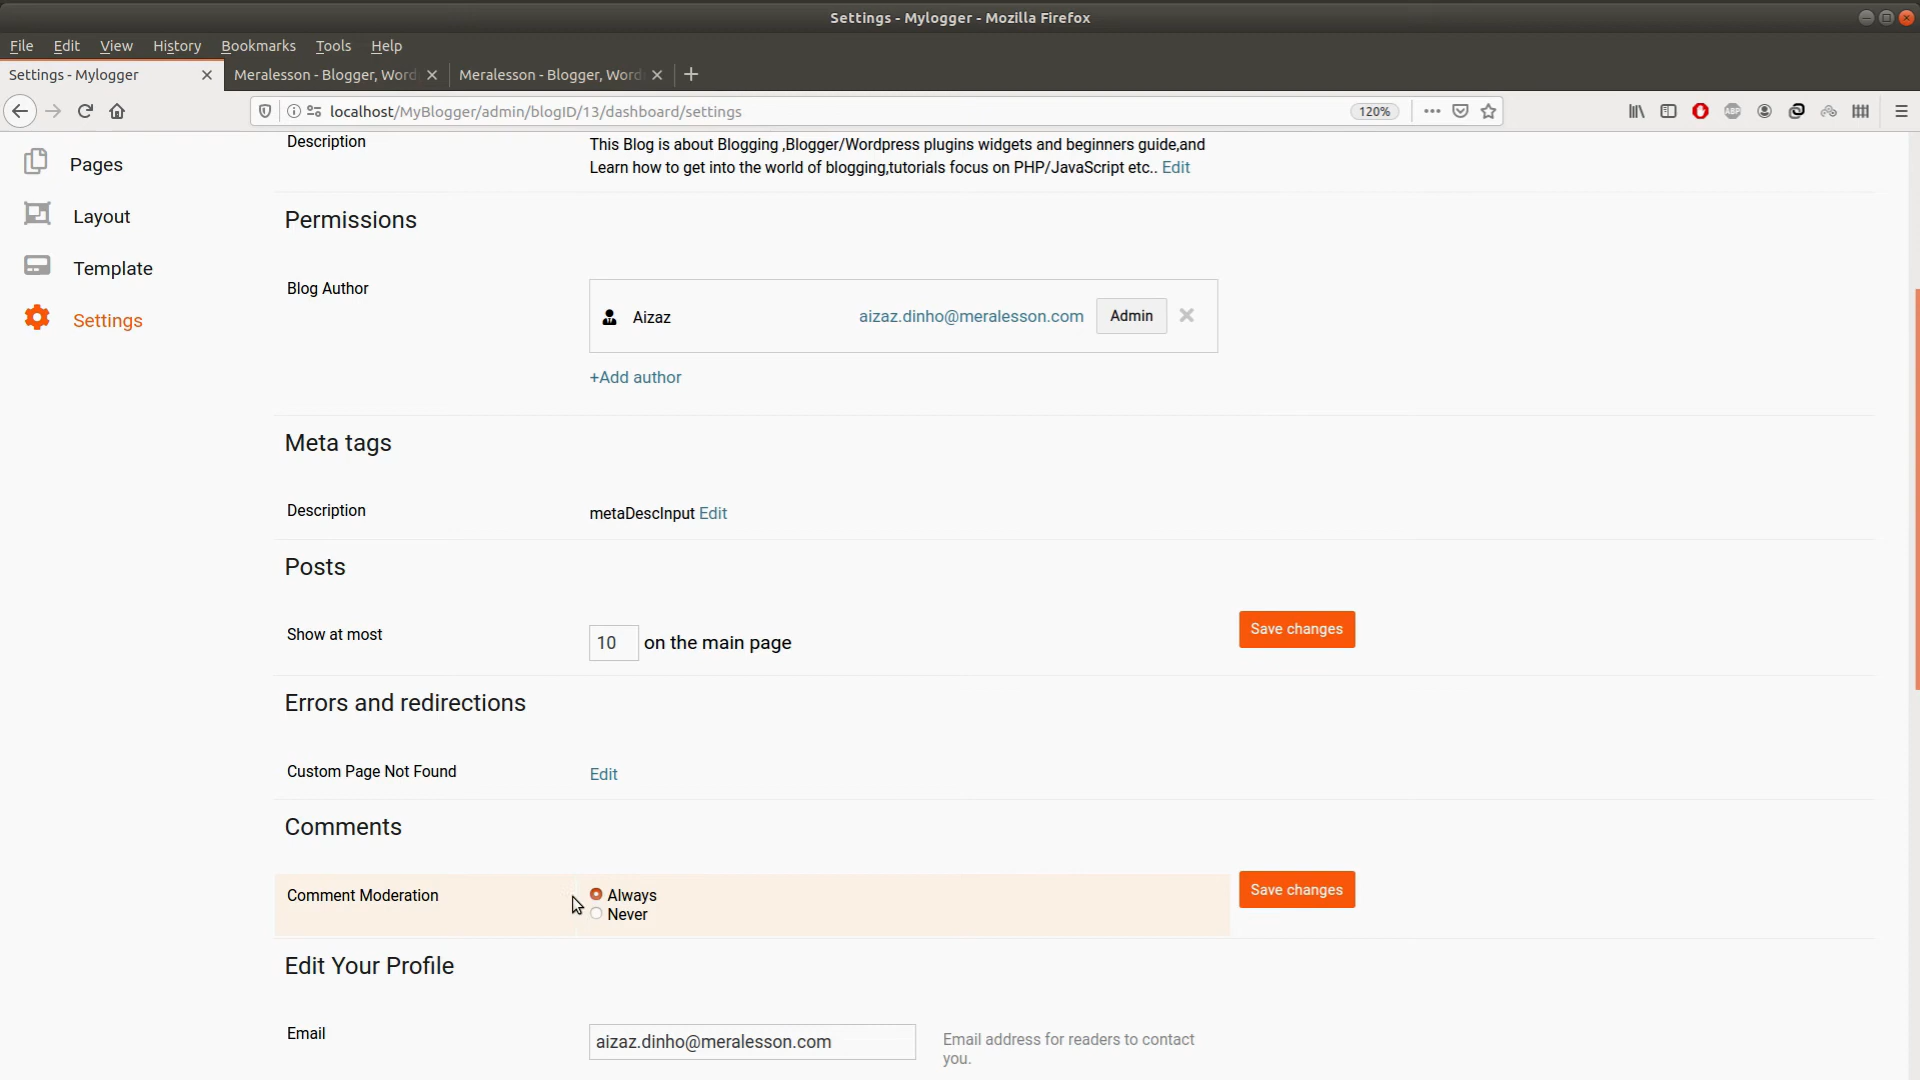 Settings - Mylogger - Mozilla Firefox
File Edit View History Bookmarks Tools Help
Settings - Mylogger
Meralesson - Blogger, Word
Meralesson - Blogger, Word
localhost/MyBlogger/admin/blogID/13/dashboard/settings
120%
ABP
Pages
Layout
Template
Settings
Description
This Blog is about Blogging ,Blogger/Wordpress plugins widgets and beginners guide,and
Learn how to get into the world of blogging,tutorials focus on PHP/JavaScript etc.. Edit
Permissions
Blog Author
Aizaz
aizaz.dinho@meralesson.com
Admin
+Add author
Meta tags
Description
metaDescInput Edit
Posts
Show at most
10 on the main page
Save changes
Errors and redirections
Custom Page Not Found
Edit
Comments
Comment Moderation
Always
Never
Save changes
Edit Your Profile
Email
aizaz.dinho@meralesson.com
Email address for readers to contact
you.